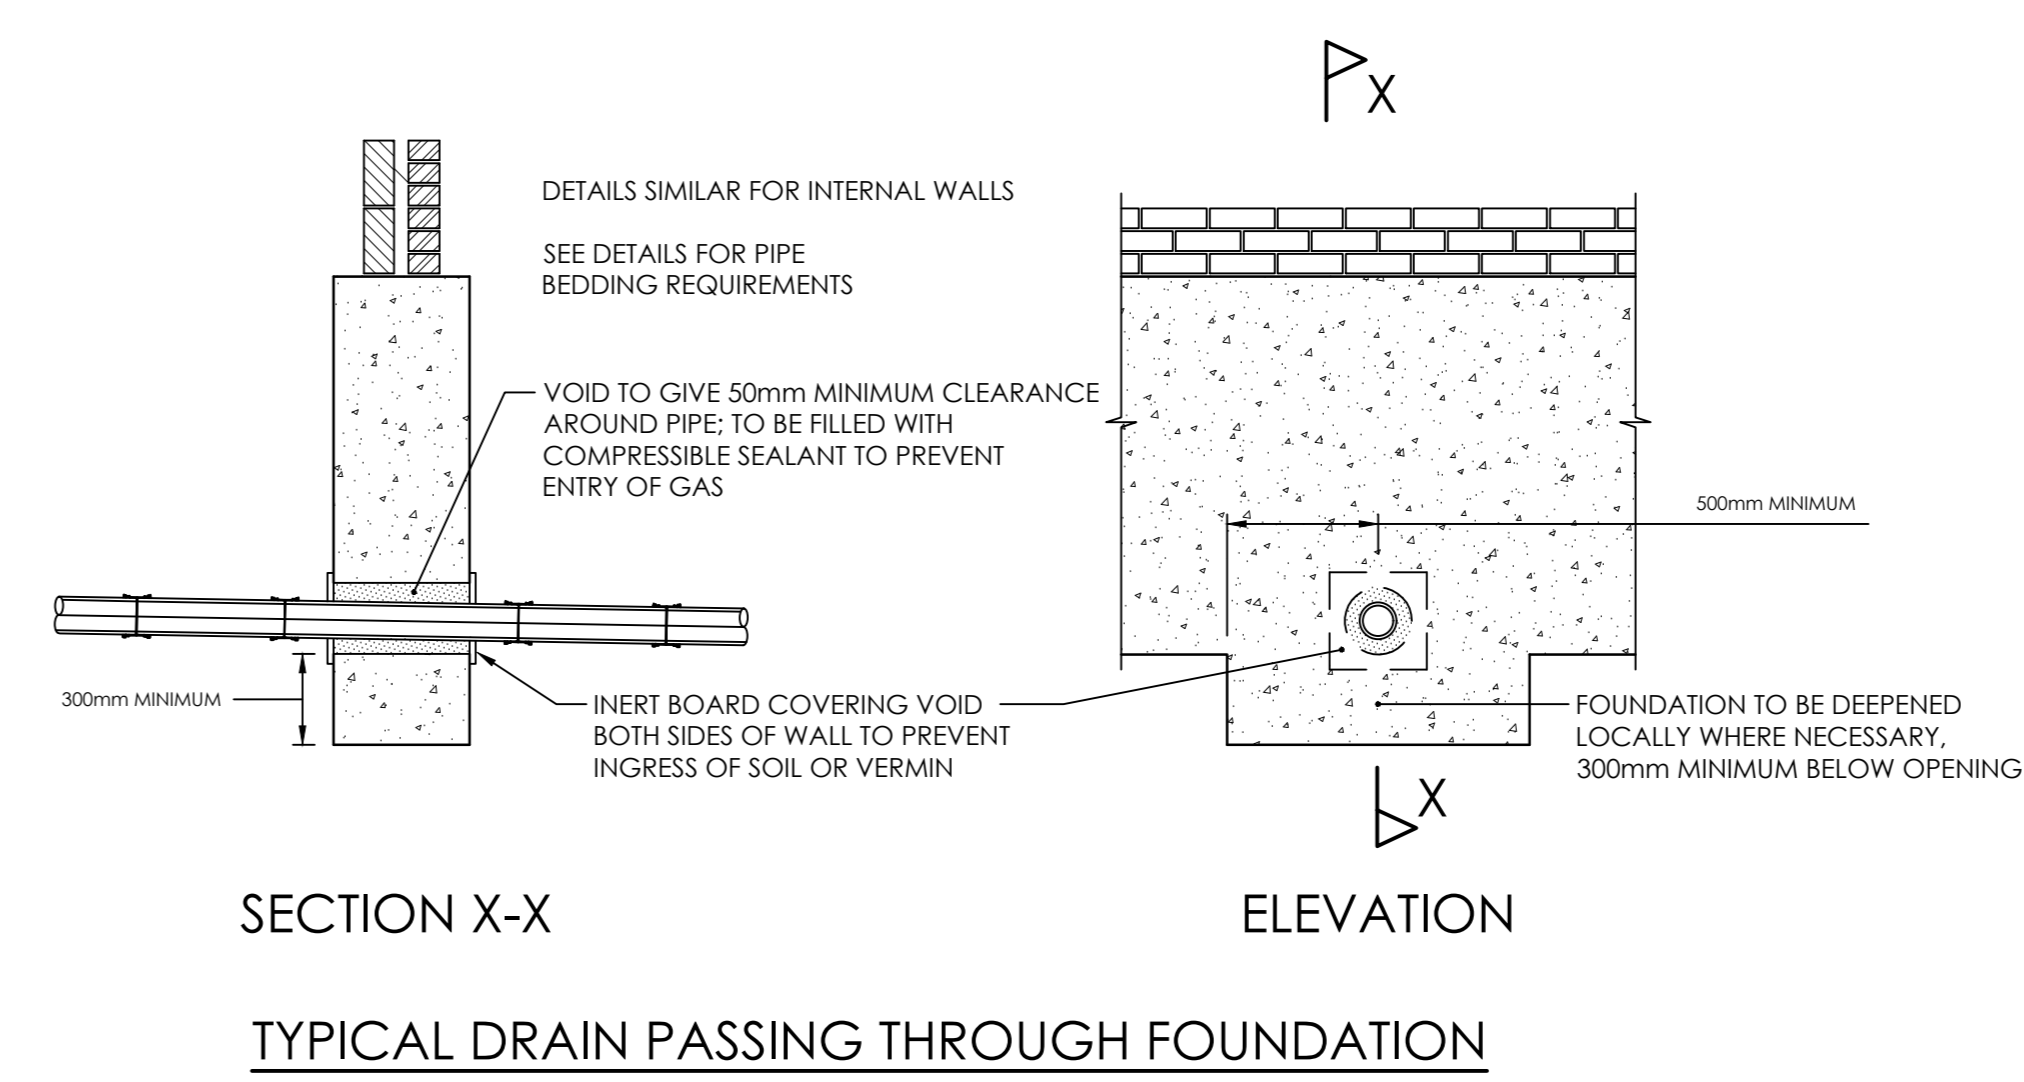 X
DETAILS SIMILAR FOR INTERNAL WALLS
SEE DETAILS FOR PIPE
BEDDING REQUIREMENTS
VOID TO GIVE 50mm MINIMUM CLEARANCE
AROUND PIPE; TO BE FILLED WITH
COMPRESSIBLE SEALANT TO PREVENT
ENTRY OF GAS
500mm MINIMUM
300mm MINIMUM
INERT BOARD COVERING VOID
BOTH SIDES OF WALL TO PREVENT
INGRESS OF SOIL OR VERMIN
FOUNDATION TO BE DEEPENED
LOCALLY WHERE NECESSARY,
300mm MINIMUM BELOW OPENING
X
SECTION X-X
ELEVATION
TYPICAL DRAIN PASSING THROUGH FOUNDATION